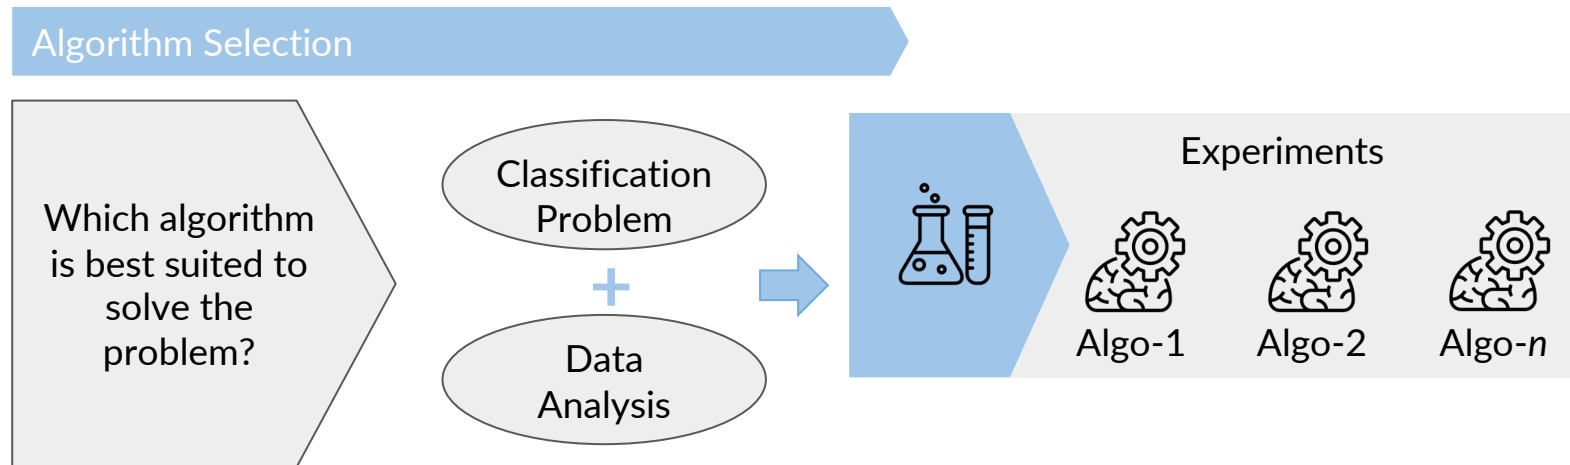 Algorithm Selection
Which algorithm
is best suited to
solve the
problem?
Classification
Problem
+
Data
Analysis
Experiments
Algo-1
Algo-2
Algo-n